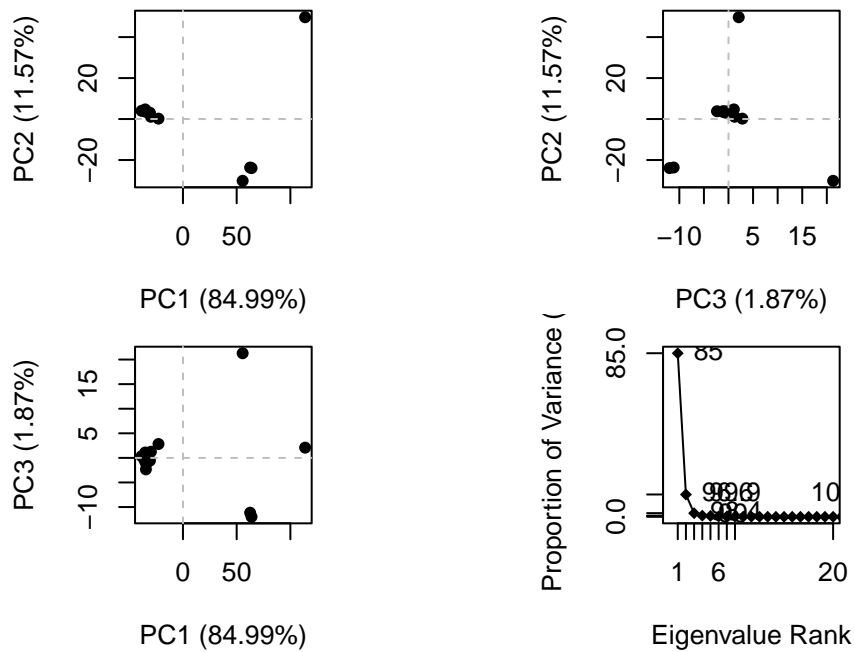 PC2 (11.57%)
20
−20
0 50
PC1 (84.99%)
PC2 (11.57%)
20
−20
−10 5 15
PC3 (1.87%)
PC3 (1.87%)
15
5
−10
0 50
PC1 (84.99%)
Proportion of Variance (
85.0
0.0
85
10
1 6 20
Eigenvalue Rank